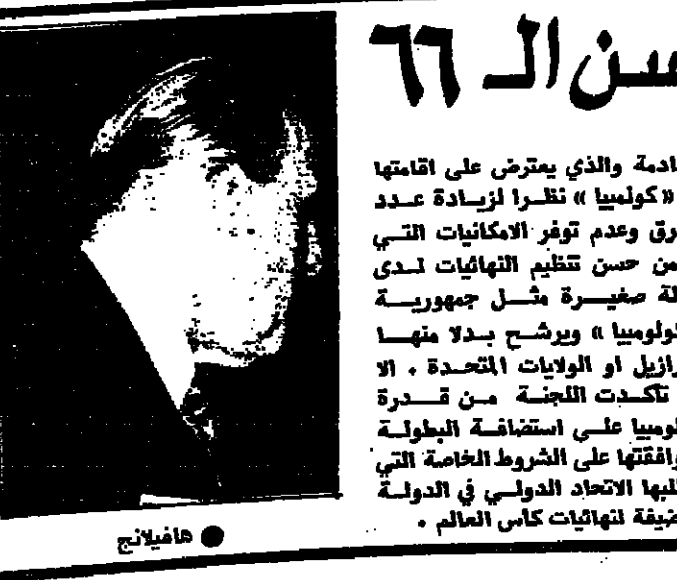 سن الـ ٦٦
ادمة والذي يعترض على اقامتها
« كولمبيا » نظرا لزيادة عدد
رق وعدم توفر الامكانيات التي
من حسن تنظيم النهائيات لدى
لة صغيرة مثل جمهورية
ولومبيا » ويرشح بدلا منها
رازيل او الولايات المتحدة ٠ الا
تأكدت اللجنة من قدرة
لومبيا على استضافة البطولة
وافقتها على الشروط الخاصة التي
لبها الاتحاد الدولي في الدولة
ضيفة لنهائيات كأس العالم ٠
● هافيلانج